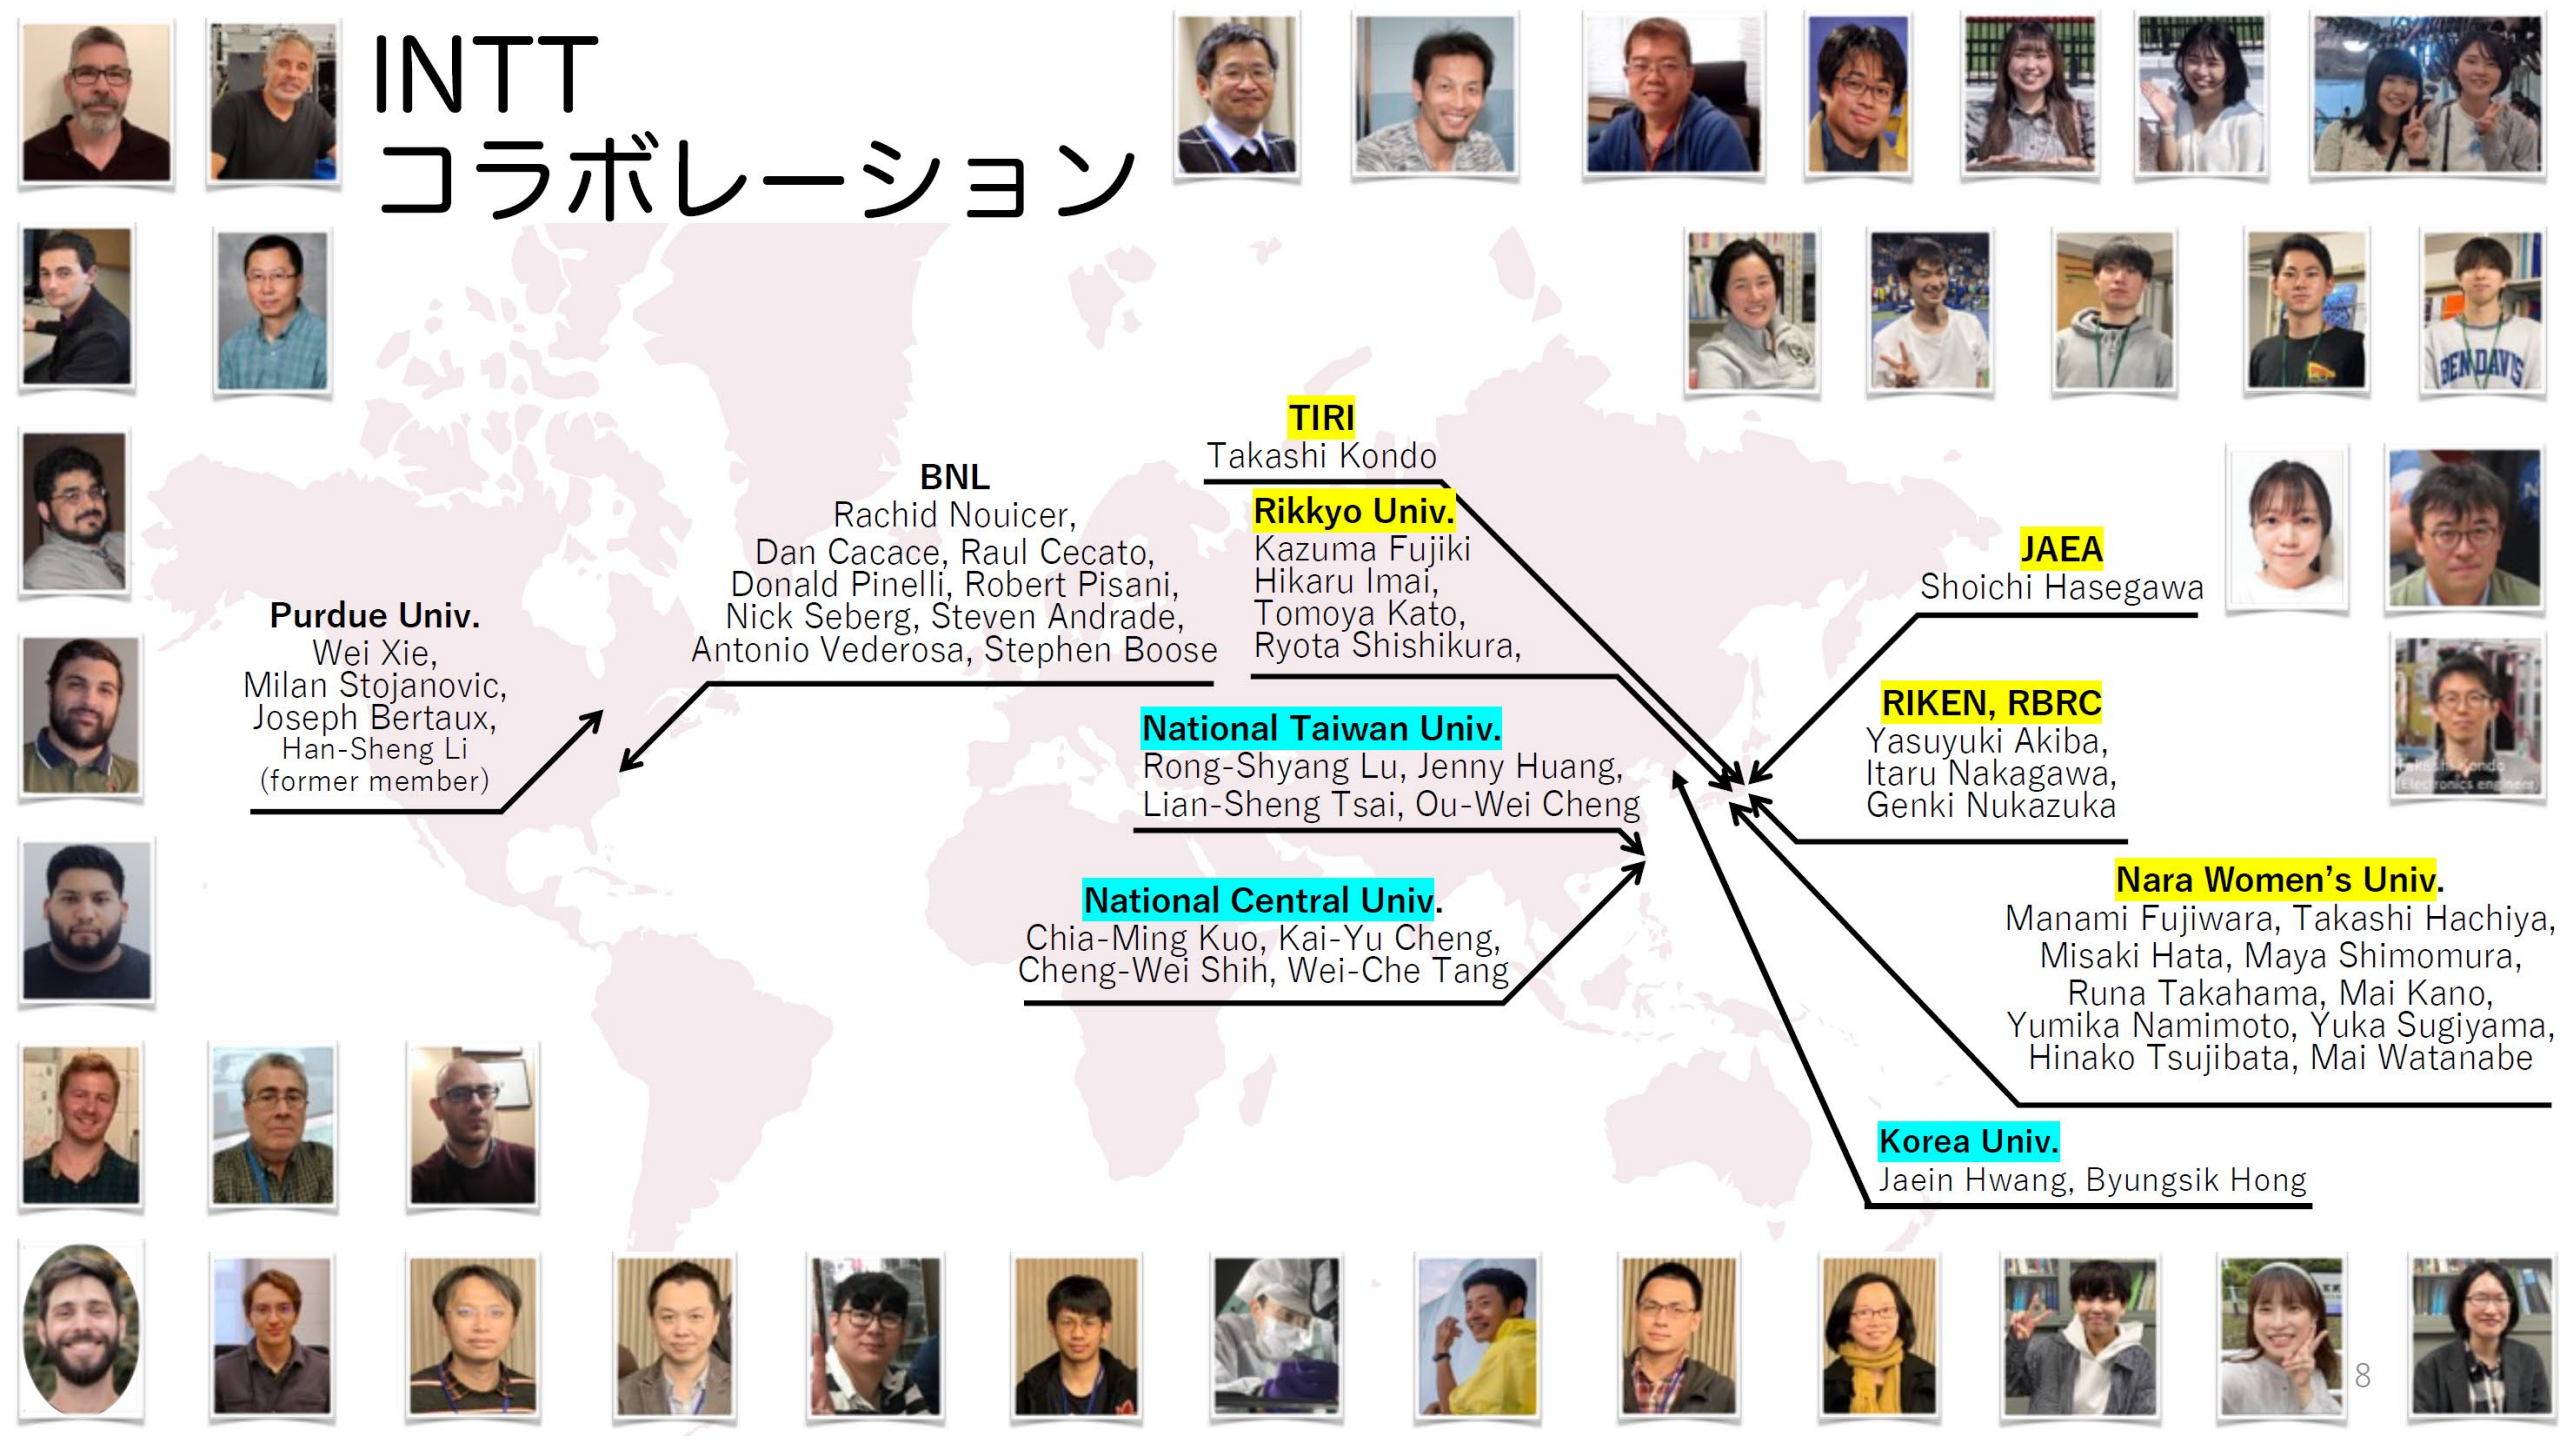 INTT
コラボレーション
BEN DAVIS
TIRI
Takashi Kondo
BNL
Rachid Nouicer,
Dan Cacace, Raul Cecato,
Donald Pinelli, Robert Pisani,
Nick Seberg, Steven Andrade,
Antonio Vederosa, Stephen Boose
Rikkyo Univ.
Kazuma Fujiki
Hikaru Imai,
Tomoya Kato,
Ryota Shishikura,
JAEA
Shoichi Hasegawa
Purdue Univ.
Wei Xie,
Milan Stojanovic,
Joseph Bertaux,
Han-Sheng Li
(former member)
National Taiwan Univ.
Rong-Shyang Lu, Jenny Huang,
Lian-Sheng Tsai, Ou-Wei Cheng
RIKEN, RBRC
Yasuyuki Akiba,
Itaru Nakagawa,
Genki Nukazuka
Takashi Kondo
(Electronics engineer)
National Central Univ.
Chia-Ming Kuo, Kai-Yu Cheng,
Cheng-Wei Shih, Wei-Che Tang
Nara Women's Univ.
Manami Fujiwara, Takashi Hachiya,
Misaki Hata, Maya Shimomura,
Runa Takahama, Mai Kano,
Yumika Namimoto, Yuka Sugiyama,
Hinako Tsujibata, Mai Watanabe
Korea Univ.
Jaein Hwang, Byungsik Hong
8